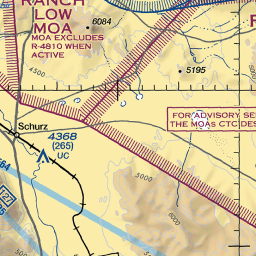 RANCH
LOW
MOA
MOA EXCLUDES
R-4810 WHEN
ACTIVE
6084
4500
5195
FOR ADVISORY SE
THE MOAs CTC DES
Schurz
4368
(265)
UC
5000
4500